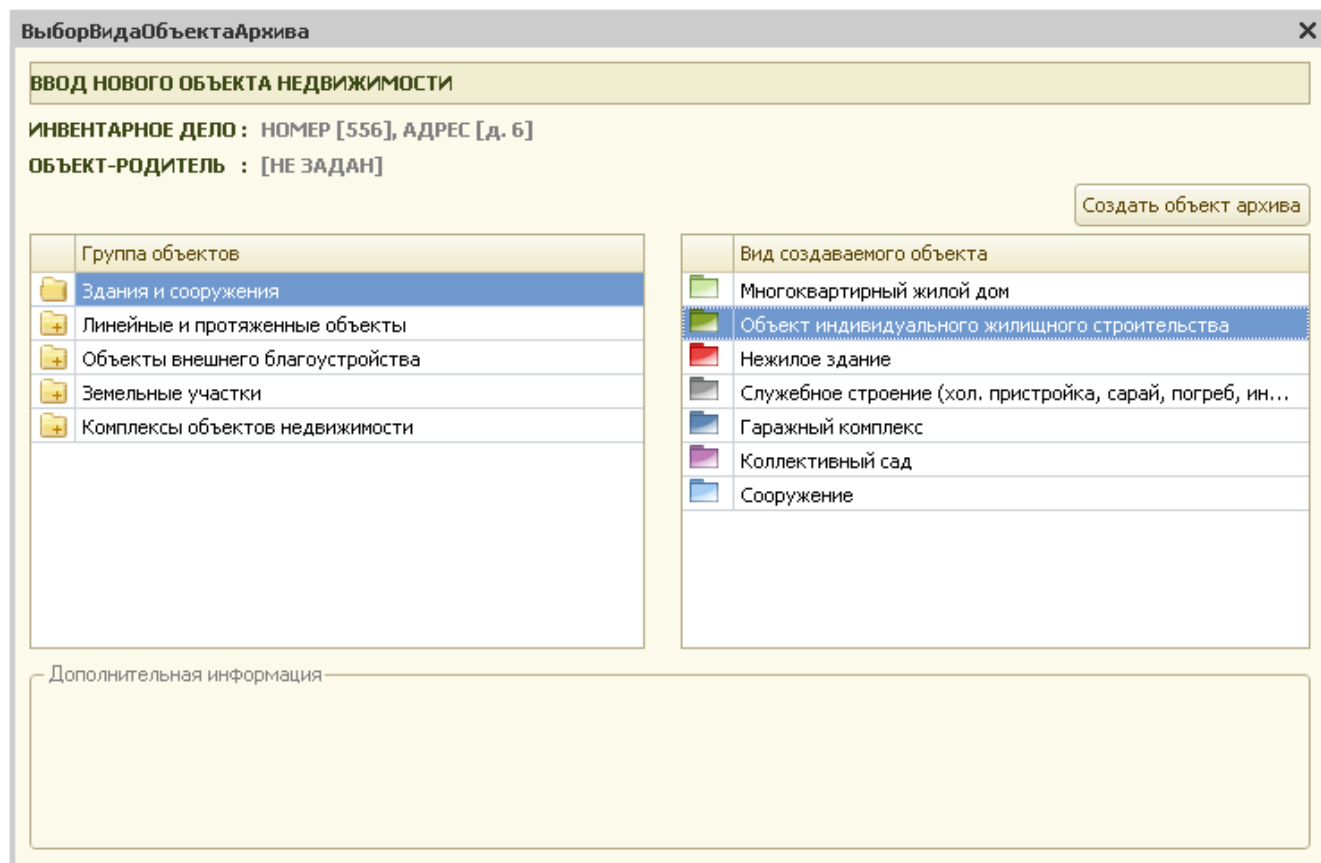 ВыборВидаОбъектаАрхива
ВВОД НОВОГО ОБЪЕКТА НЕДВИЖИМОСТИ
ИНВЕНТАРНОЕ ДЕЛО : НОМЕР [556], АДРЕС [д. 6]
ОБЪЕКТ-РОДИТЕЛЬ : [НЕ ЗАДАН]
Создать объект архива
Группа объектов
Здания и сооружения
Линейные и протяженные объекты
Объекты внешнего благоустройства
Земельные участки
Комплексы объектов недвижимости
Вид создаваемого объекта
Многоквартирный жилой дом
Объект индивидуального жилищного строительства
Нежилое здание
Служебное строение (хол. пристройка, сарай, погреб, ин...
Гаражный комплекс
Коллективный сад
Сооружение
Дополнительная информация